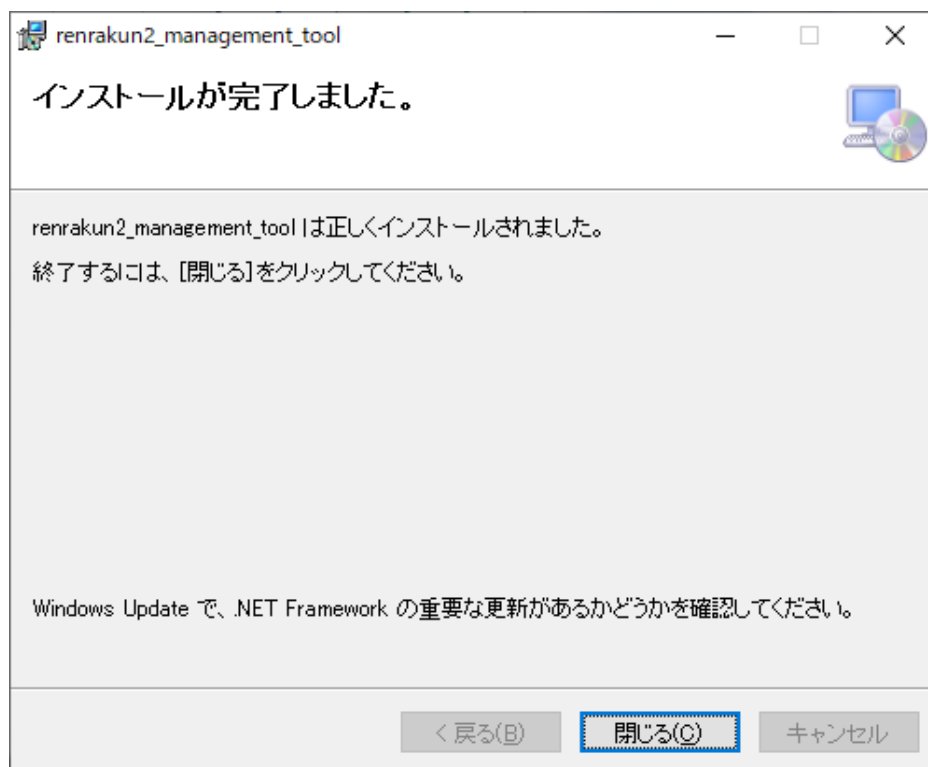 renrakun2_management_tool
インストールが完了しました。
renrakun2_management_tool は正しくインストールされました。
終了するには、[閉じる]をクリックしてください。
Windows Update で、.NET Framework の重要な更新があるかどうかを確認してください。
< 戻る(B) 閉じる(C) キャンセル